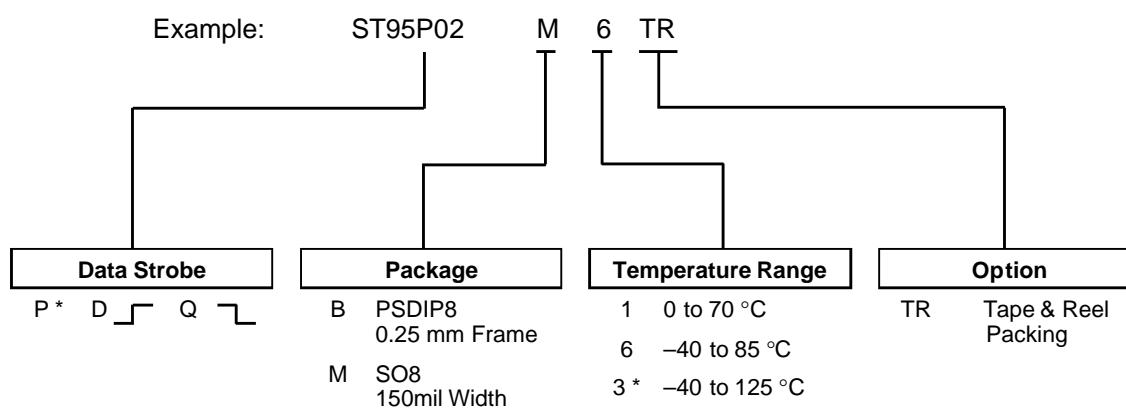 Example: ST95P02 M 6 TR
Data Strobe
P * D Q
Package
B PSDIP8
0.25 mm Frame
M SO8
150mil Width
Temperature Range
1 0 to 70 °C
6 –40 to 85 °C
3 * –40 to 125 °C
Option
TR Tape & Reel
Packing